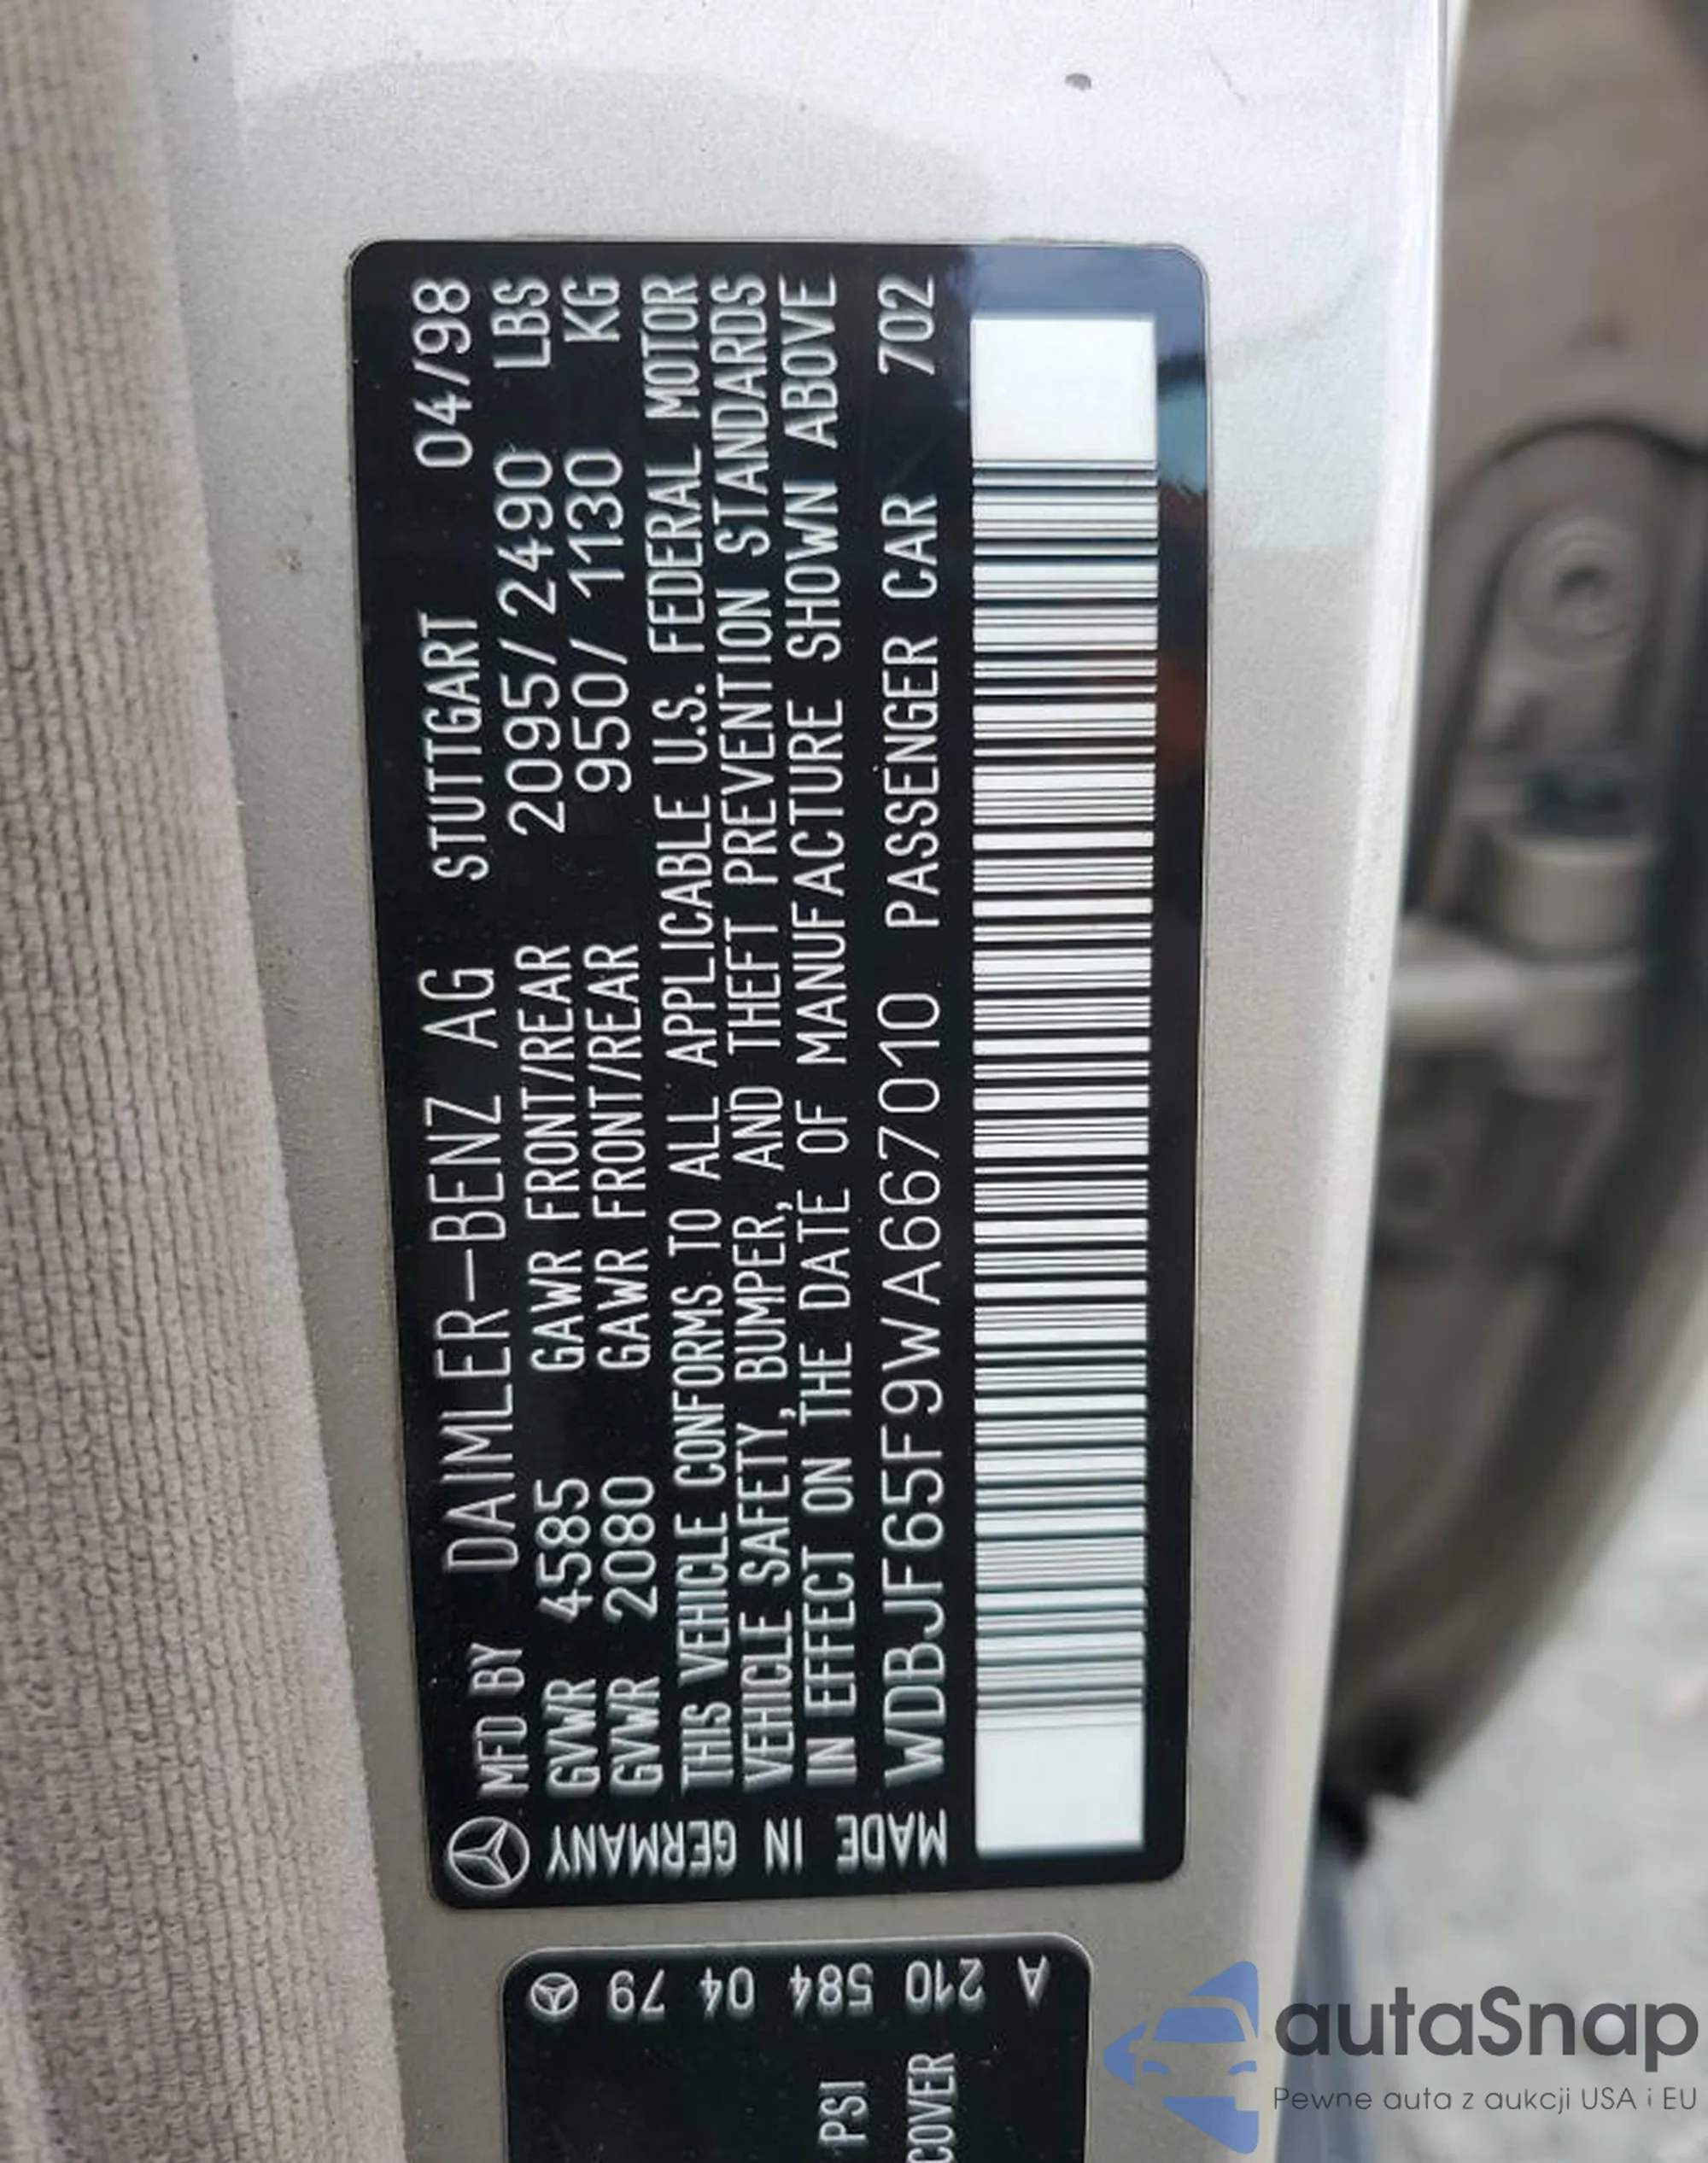 MFD BY DAIMLER-BENZ AG STUTTGART 04/98
GVWR 4585 GAWR FRONT/REAR 2095/2490 LBS
GVWR 2080 GAWR FRONT/REAR 950/1130 KG
THIS VEHICLE CONFORMS TO ALL APPLICABLE U.S. FEDERAL MOTOR
VEHICLE SAFETY, BUMPER, AND THEFT PREVENTION STANDARDS
IN EFFECT ON THE DATE OF MANUFACTURE SHOWN ABOVE
WDBJF65F9WA667010 PASSENGER CAR 702
MADE IN GERMANY
A 210 584 04 79
PSI
COVER
autaSnap
Pewne auta z aukcji USA i EU